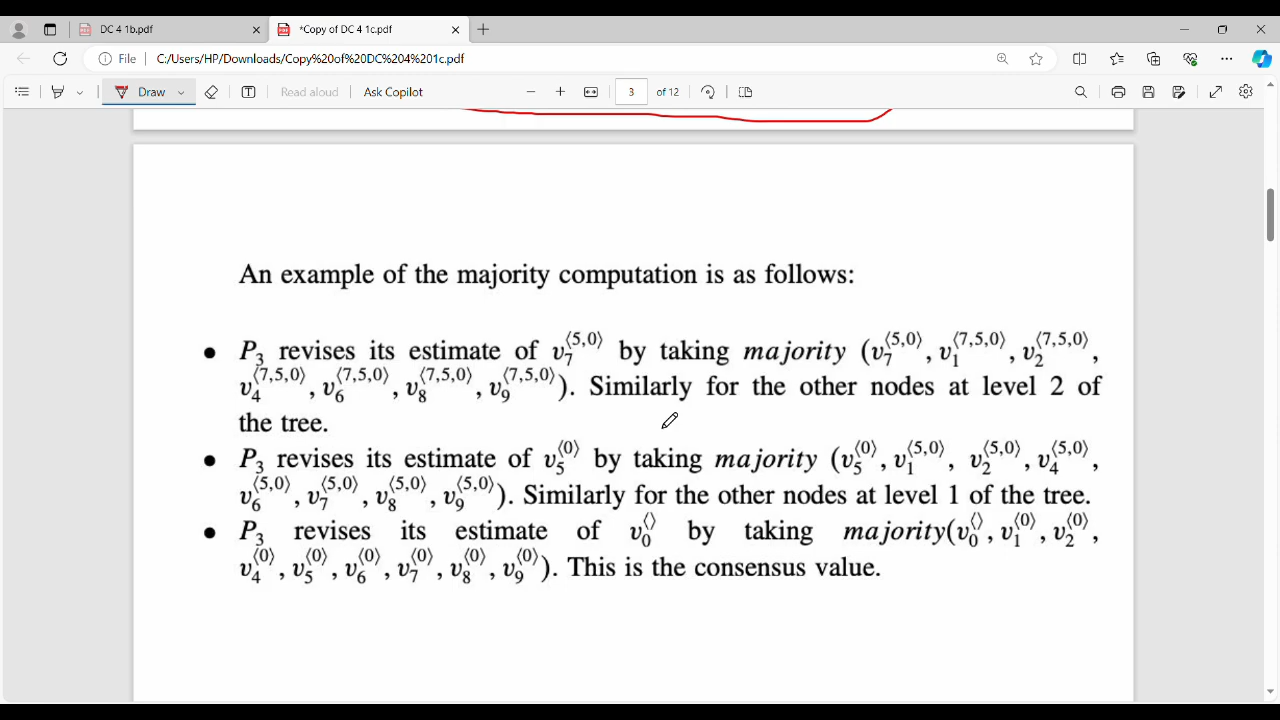 DC 4 1b.pdf
*Copy of DC 4 1c.pdf
File C:/Users/HP/Downloads/Copy%20of%20DC%204%201c.pdf
Draw Read aloud Ask Copilot 3 of 12
An example of the majority computation is as follows:
• P₃ revises its estimate of v₇^⟨5,0⟩ by taking majority (v₇^⟨5,0⟩, v₁^⟨7,5,0⟩, v₂^⟨7,5,0⟩,
v₄^⟨7,5,0⟩, v₆^⟨7,5,0⟩, v₈^⟨7,5,0⟩, v₉^⟨7,5,0⟩). Similarly for the other nodes at level 2 of
the tree.
• P₃ revises its estimate of v₅^⟨0⟩ by taking majority (v₅^⟨0⟩, v₁^⟨5,0⟩, v₂^⟨5,0⟩, v₄^⟨5,0⟩,
v₆^⟨5,0⟩, v₇^⟨5,0⟩, v₈^⟨5,0⟩, v₉^⟨5,0⟩). Similarly for the other nodes at level 1 of the tree.
• P₃ revises its estimate of v₀^⟨⟩ by taking majority(v₀^⟨⟩, v₁^⟨0⟩, v₂^⟨0⟩,
v₄^⟨0⟩, v₅^⟨0⟩, v₆^⟨0⟩, v₇^⟨0⟩, v₈^⟨0⟩, v₉^⟨0⟩). This is the consensus value.